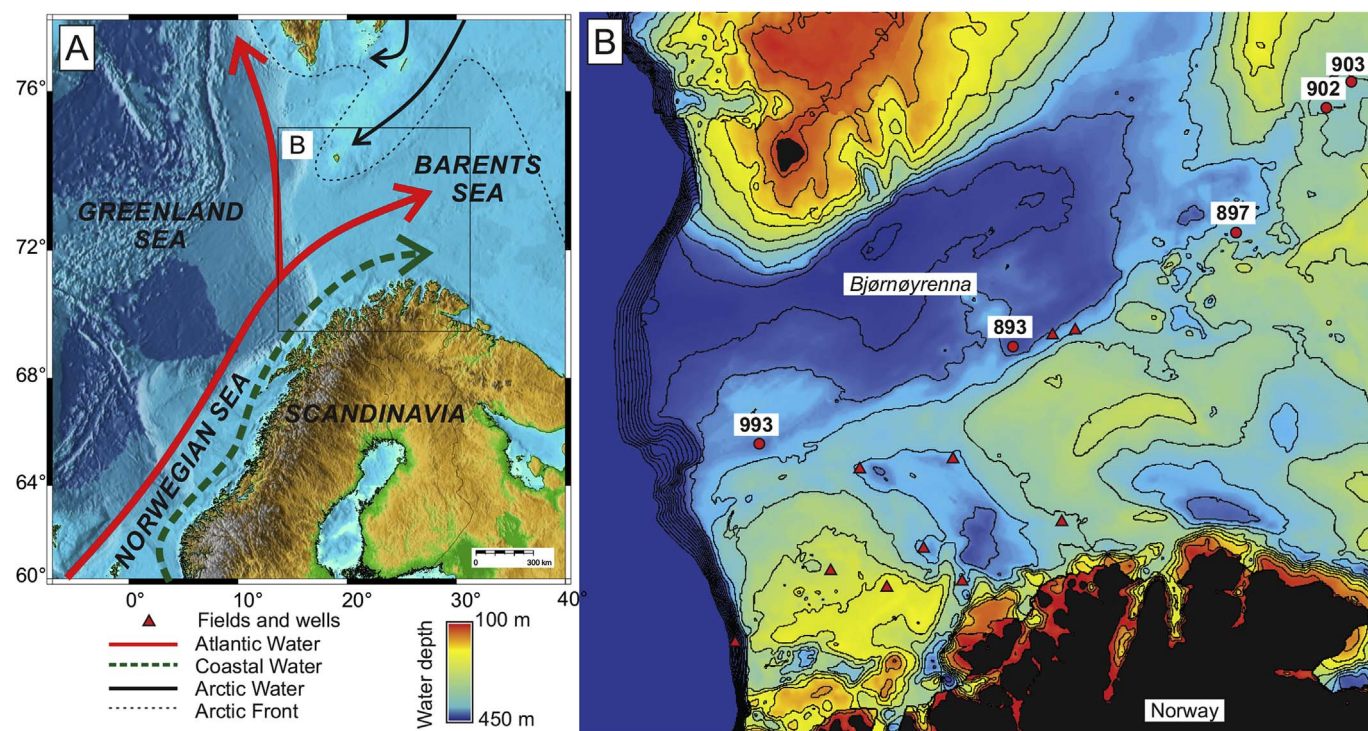 A
76°
72°
68°
64°
60°
0°
10°
20°
30°
40°
B
GREENLAND
SEA
BARENTS
SEA
NORWEGIAN SEA
SCANDINAVIA
0 300 km
Fields and wells
Atlantic Water
Coastal Water
Arctic Water
Arctic Front
Water depth
100 m
450 m
B
903
902
897
Bjørnøyrenna
893
993
Norway